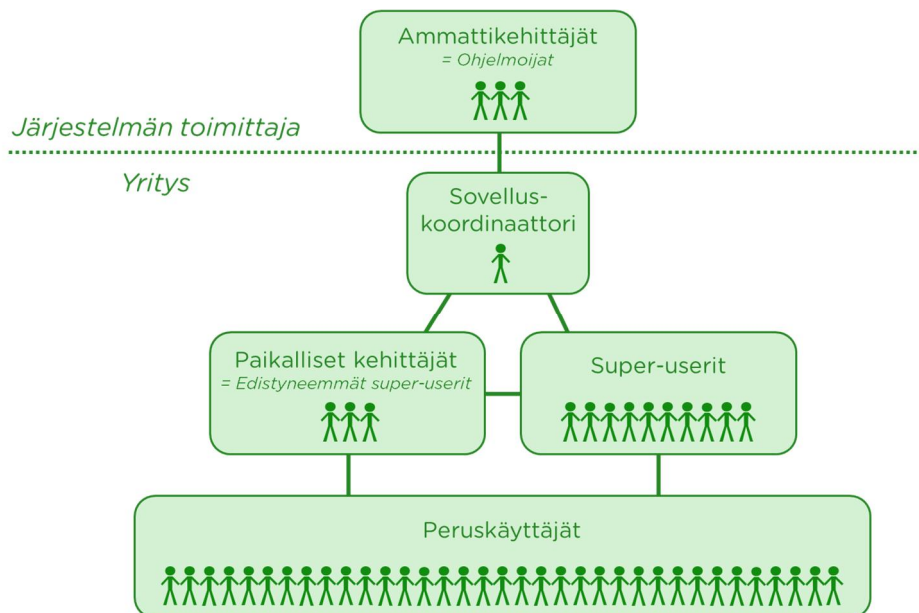 Ammattikehittäjät
= Ohjelmoijat
Järjestelmän toimittaja
Yritys
Sovellus-
koordinaattori
Paikalliset kehittäjät
= Edistyneemmät super-userit
Super-userit
Peruskäyttäjät